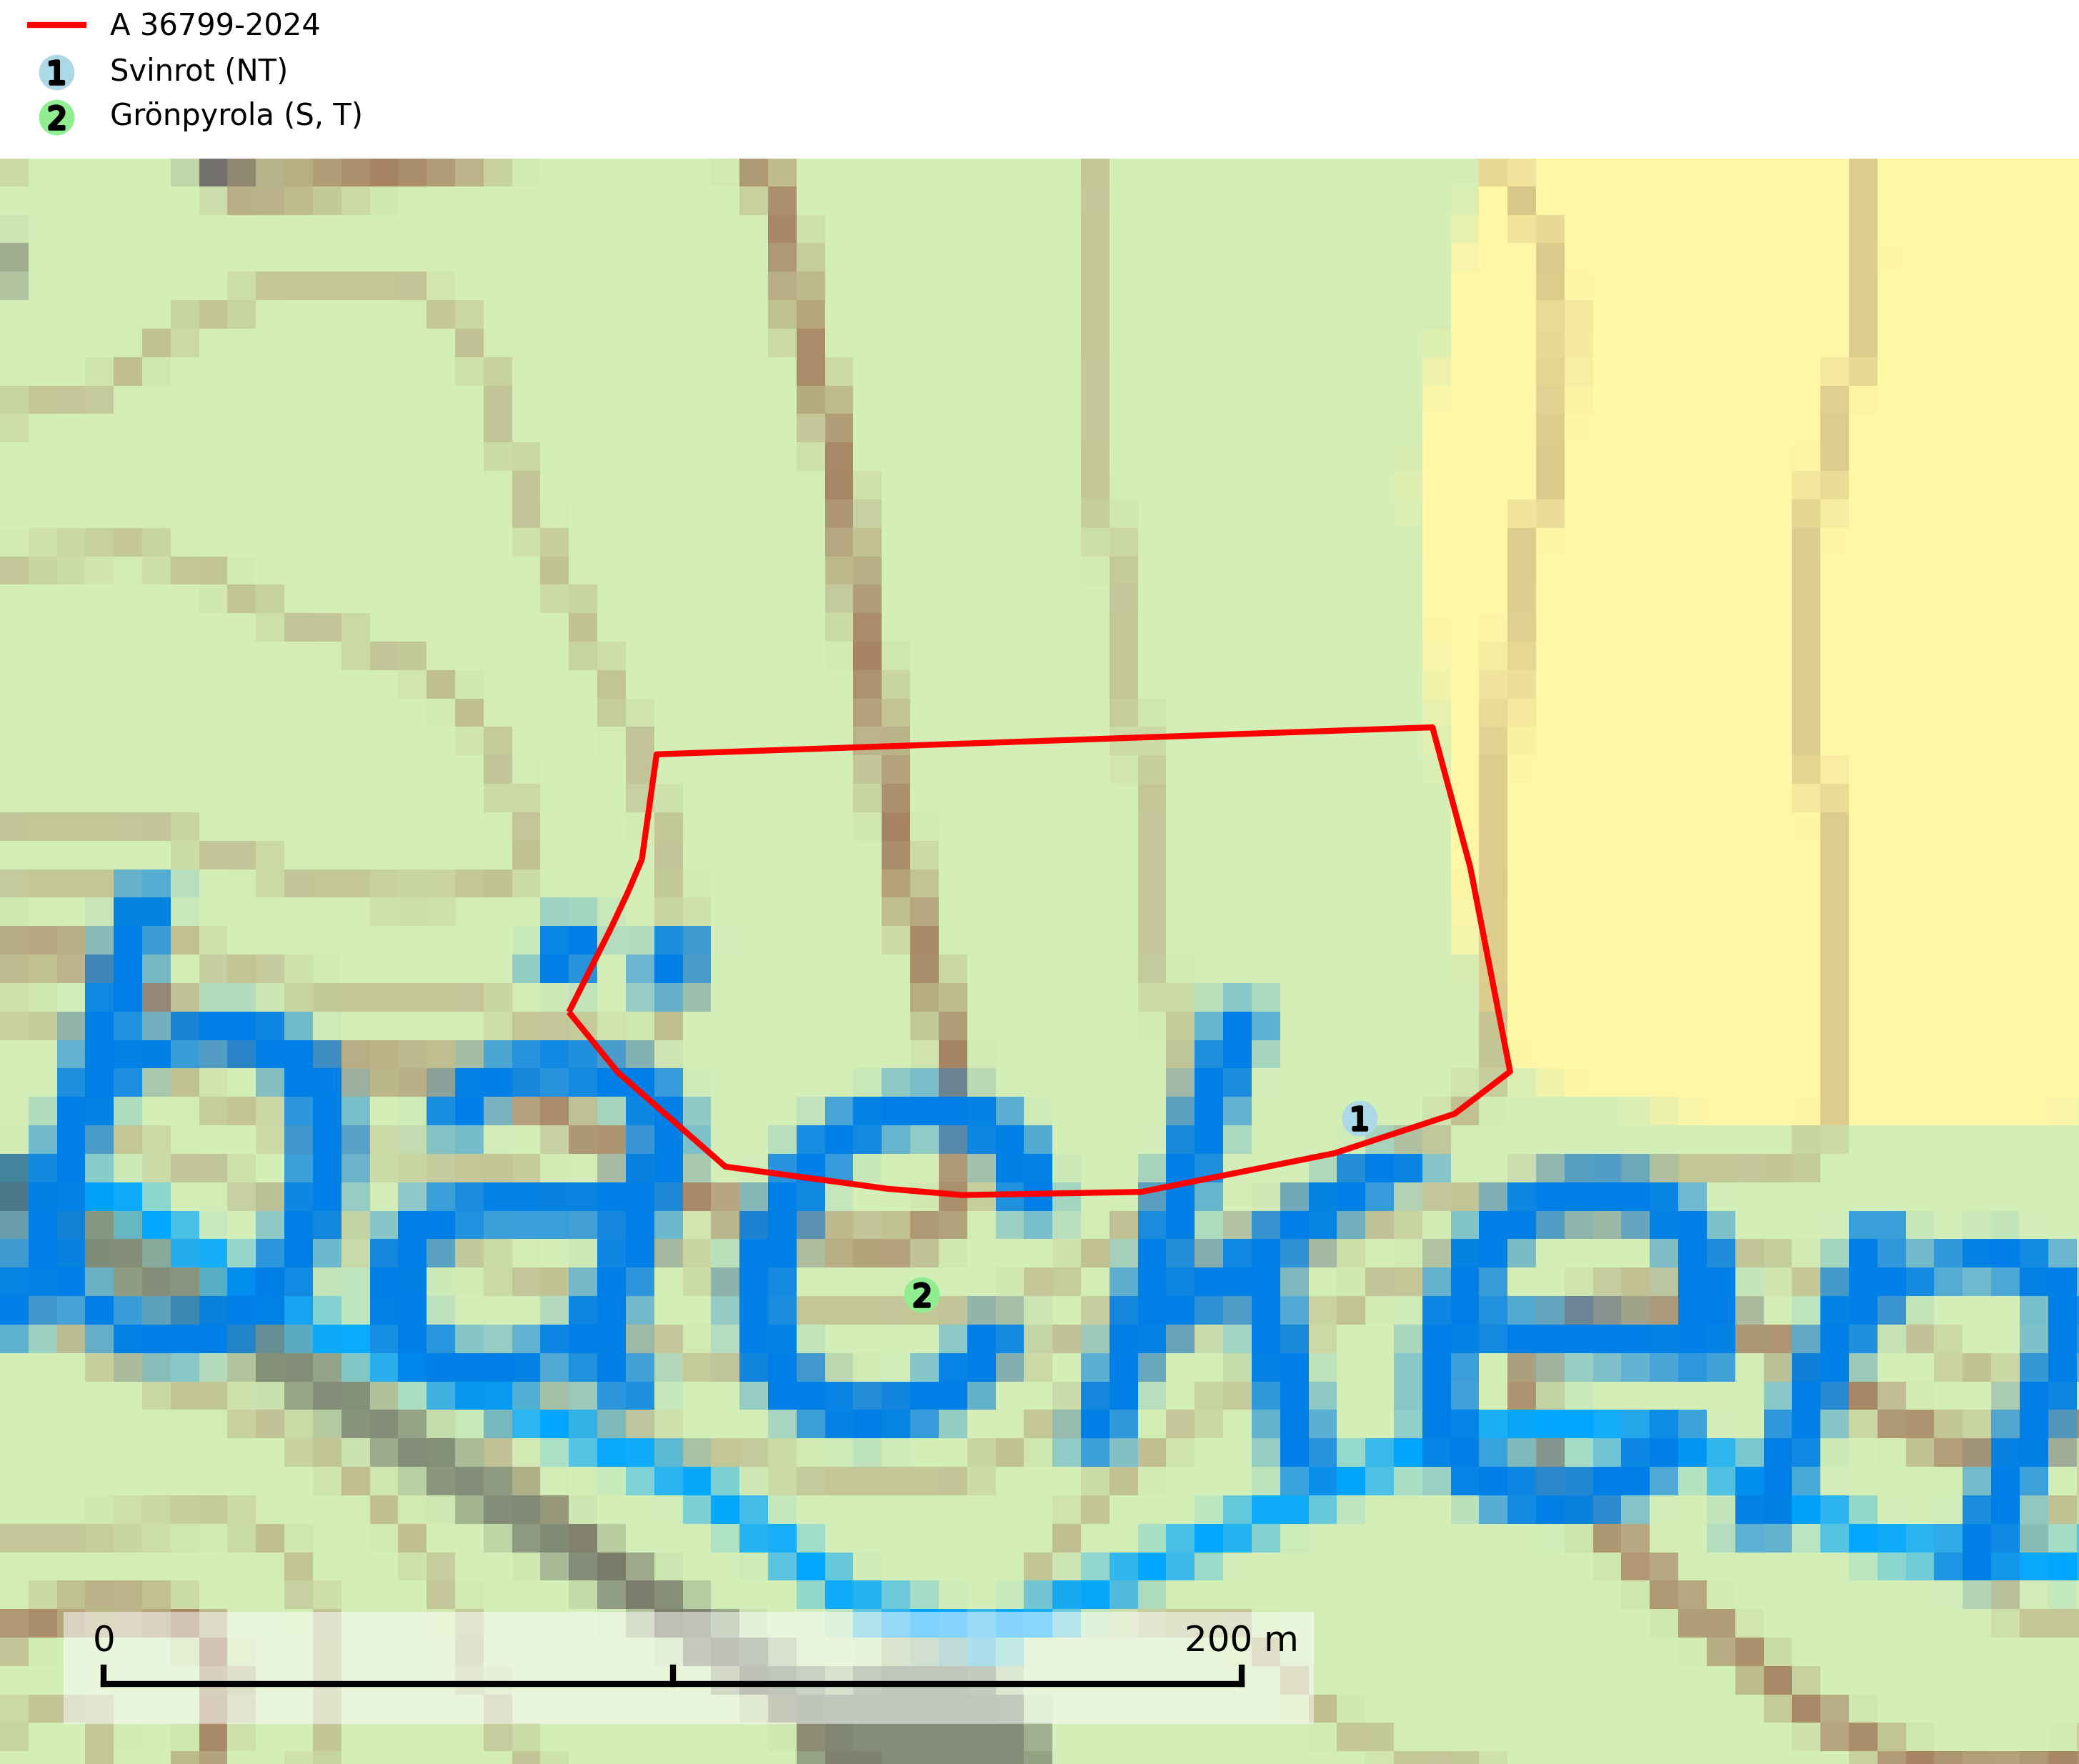 A 36799-2024
1 Svinrot (NT)
2 Grönpyrola (S, T)
1
2
0 200 m